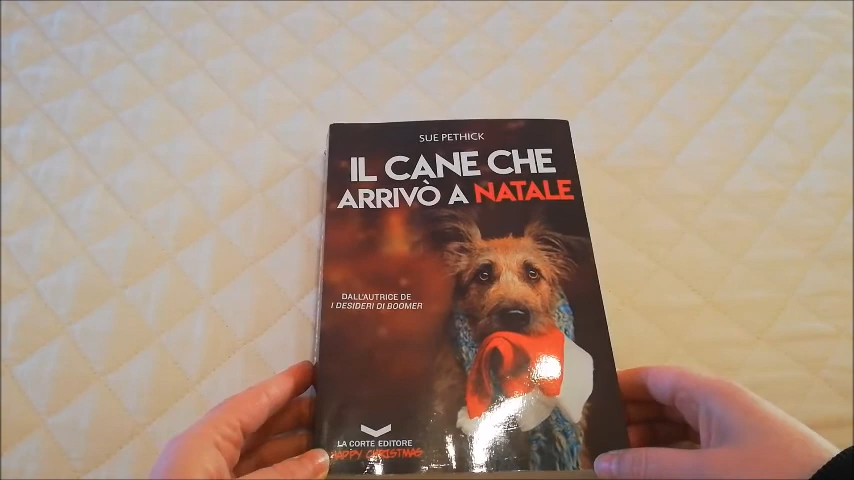 SUE PETHICK
IL CANE CHE
ARRIVÒ A NATALE
DALL'AUTRICE DE
I DESIDERI DI BOOMER
LA CORTE EDITORE
HAPPY CHRISTMAS